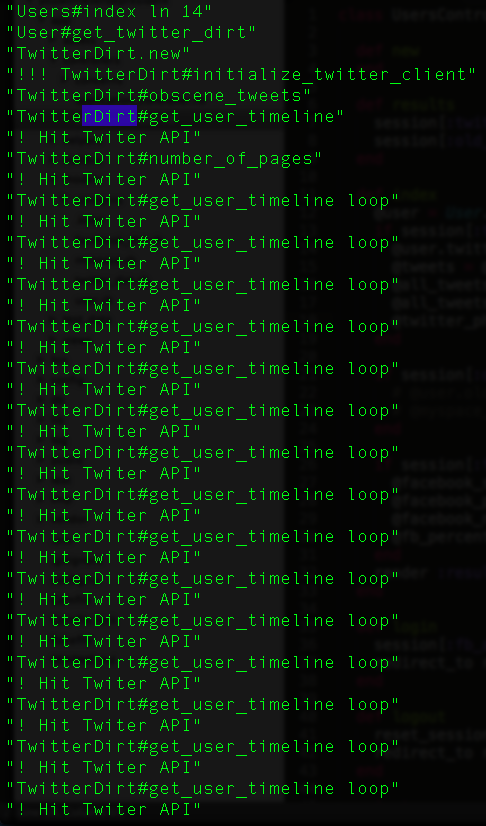 "Users#index ln 14"
"User#get_twitter_dirt"
"TwitterDirt.new"
"!!! TwitterDirt#initialize_twitter_client"
"TwitterDirt#obscene_tweets"
"TwitterDirt#get_user_timeline"
"! Hit Twiter API"
"TwitterDirt#number_of_pages"
"! Hit Twiter API"
"TwitterDirt#get_user_timeline loop"
"! Hit Twiter API"
"TwitterDirt#get_user_timeline loop"
"! Hit Twiter API"
"TwitterDirt#get_user_timeline loop"
"! Hit Twiter API"
"TwitterDirt#get_user_timeline loop"
"! Hit Twiter API"
"TwitterDirt#get_user_timeline loop"
"! Hit Twiter API"
"TwitterDirt#get_user_timeline loop"
"! Hit Twiter API"
"TwitterDirt#get_user_timeline loop"
"! Hit Twiter API"
"TwitterDirt#get_user_timeline loop"
"! Hit Twiter API"
"TwitterDirt#get_user_timeline loop"
"! Hit Twiter API"
"TwitterDirt#get_user_timeline loop"
"! Hit Twiter API"
"TwitterDirt#get_user_timeline loop"
"! Hit Twiter API"
"TwitterDirt#get_user_timeline loop"
"! Hit Twiter API"
"TwitterDirt#get_user_timeline loop"
"! Hit Twiter API"
"TwitterDirt#get_user_timeline loop"
"! Hit Twiter API"
"TwitterDirt#get_user_timeline loop"
"! Hit Twiter API"